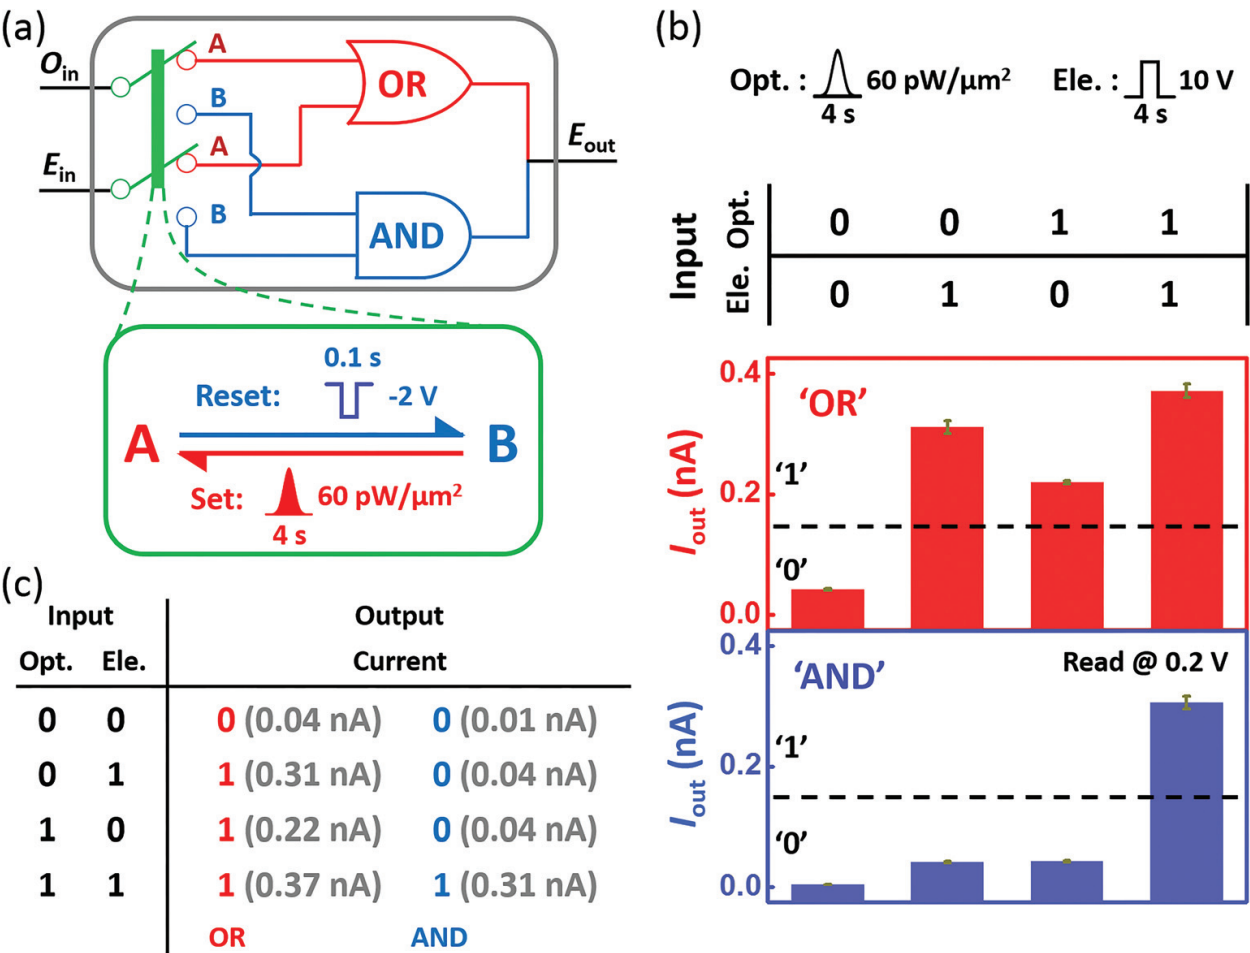 (a)
O_in
E_in
A
B
A
B
OR
AND
E_out
0.1 s
Reset:
-2 V
A
B
Set:
60 pW/μm²
4 s
(b)
Opt. : 60 pW/μm² Ele. : 10 V
4 s 4 s
Input
Opt. 0 0 1 1
Ele. 0 1 0 1
'OR'
I_out (nA)
0.4
0.2
0.0
'1'
'0'
'AND'
Read @ 0.2 V
I_out (nA)
0.4
0.2
0.0
'1'
'0'
(c)
Input Output
Opt. Ele. Current
0 0 0 (0.04 nA) 0 (0.01 nA)
0 1 1 (0.31 nA) 0 (0.04 nA)
1 0 1 (0.22 nA) 0 (0.04 nA)
1 1 1 (0.37 nA) 1 (0.31 nA)
OR AND